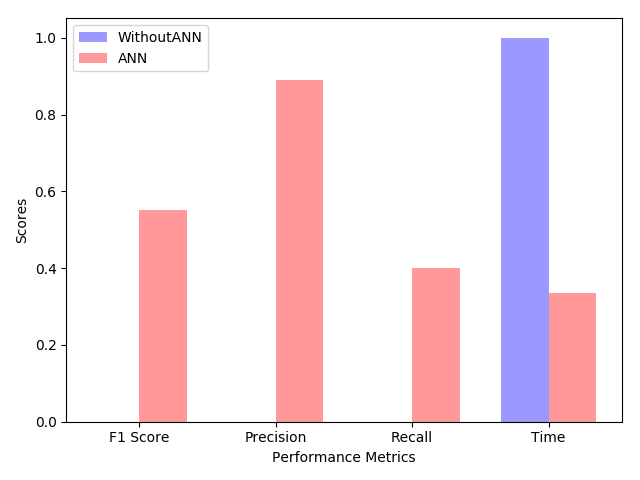 WithoutANN
ANN
1.0
0.8
0.6
0.4
0.2
0.0
Scores
F1 Score Precision Recall Time
Performance Metrics